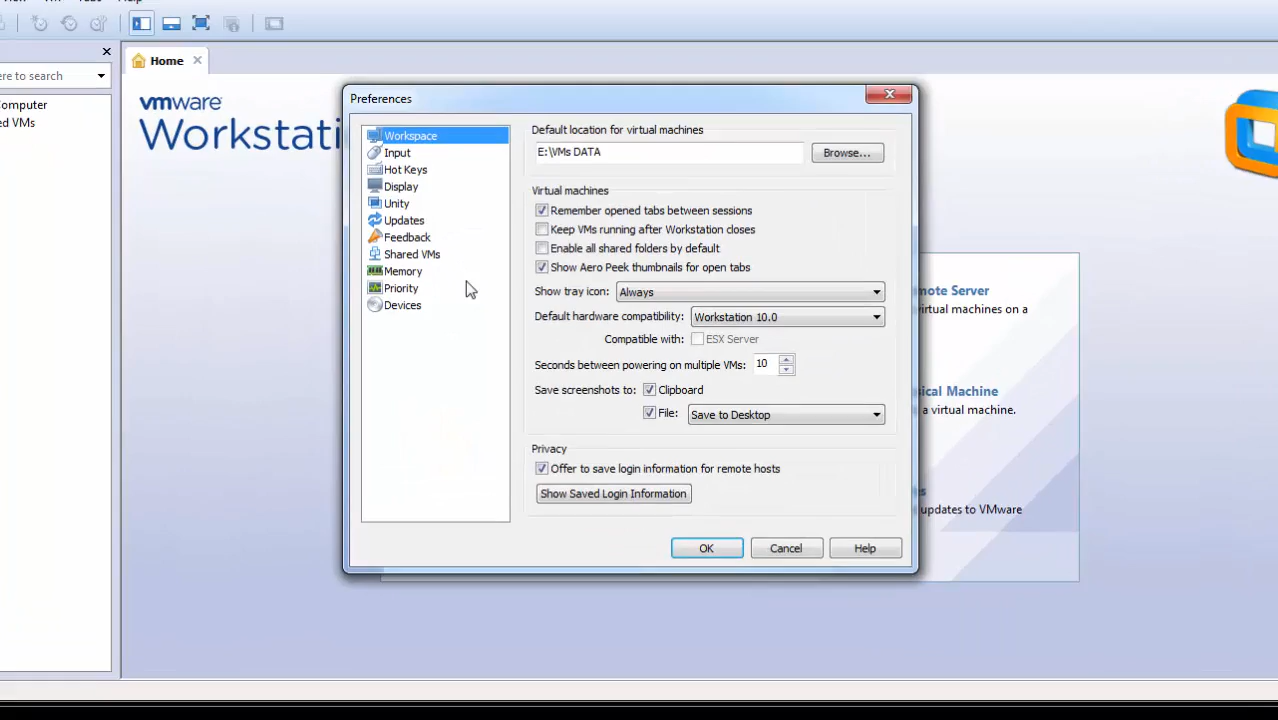 Home
ere to search
Computer
ed VMs
vmware
Workstati
Preferences
Workspace
Input
Hot Keys
Display
Unity
Updates
Feedback
Shared VMs
Memory
Priority
Devices
Default location for virtual machines
E:\VMs DATA
Browse...
Virtual machines
Remember opened tabs between sessions
Keep VMs running after Workstation closes
Enable all shared folders by default
Show Aero Peek thumbnails for open tabs
Show tray icon: Always
Default hardware compatibility: Workstation 10.0
Compatible with: ESX Server
Seconds between powering on multiple VMs: 10
Save screenshots to: Clipboard
File: Save to Desktop
Privacy
Offer to save login information for remote hosts
Show Saved Login Information
OK
Cancel
Help
mote Server
virtual machines on a
sical Machine
a virtual machine.
s
updates to VMware